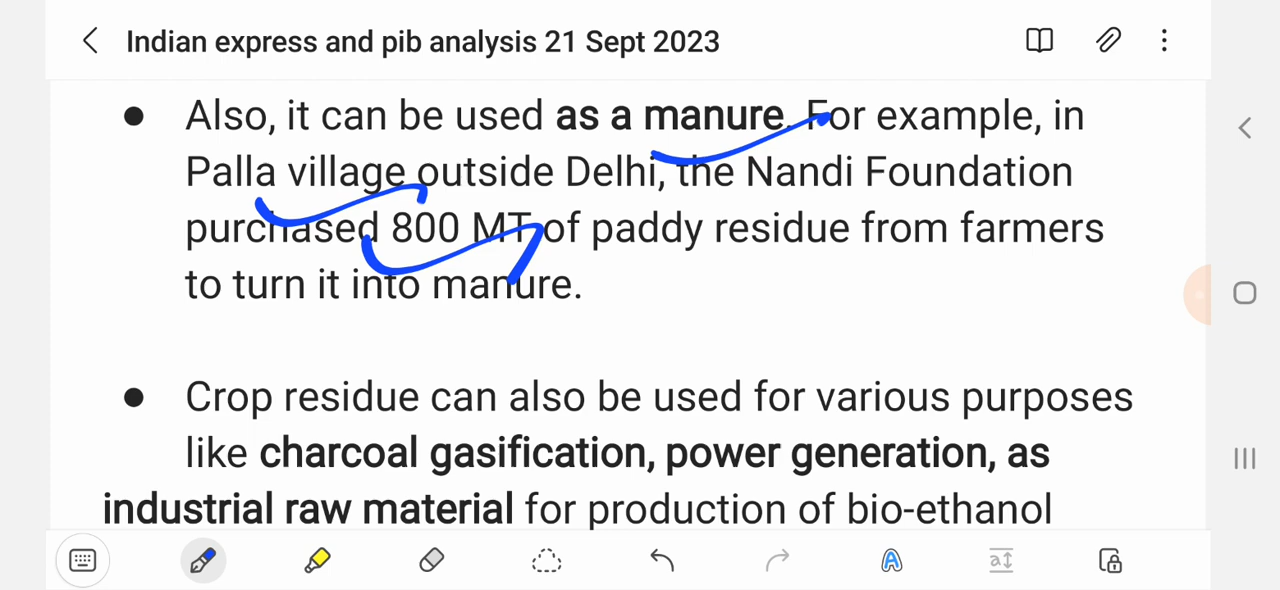 Indian express and pib analysis 21 Sept 2023
● Also, it can be used as a manure. For example, in
Palla village outside Delhi, the Nandi Foundation
purchased 800 MT of paddy residue from farmers
to turn it into manure.
● Crop residue can also be used for various purposes
like charcoal gasification, power generation, as
industrial raw material for production of bio-ethanol